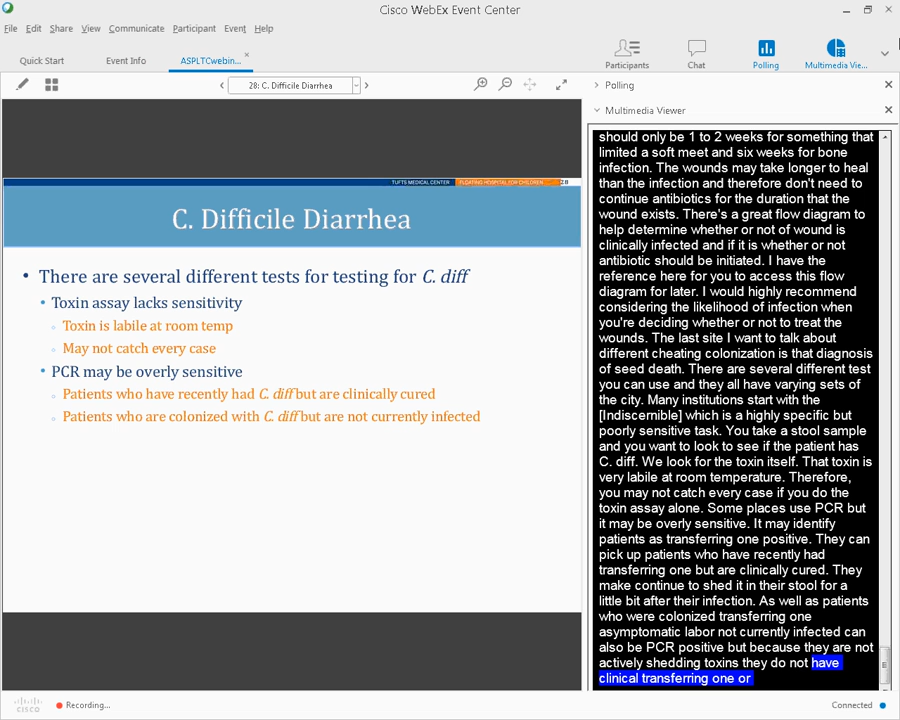 Cisco WebEx Event Center
File Edit Share View Communicate Participant Event Help
Quick Start Event Info ASPLTCwebin...
Participants Chat Polling Multimedia Vie...
28: C. Difficile Diarrhea
TUFTS MEDICAL CENTER FLOATING HOSPITAL FOR CHILDREN 28
C. Difficile Diarrhea
• There are several different tests for testing for C. diff
• Toxin assay lacks sensitivity
Toxin is labile at room temp
May not catch every case
• PCR may be overly sensitive
Patients who have recently had C. diff but are clinically cured
Patients who are colonized with C. diff but are not currently infected
Polling
Multimedia Viewer
should only be 1 to 2 weeks for something that
limited a soft meet and six weeks for bone
infection. The wounds may take longer to heal
than the infection and therefore don't need to
continue antibiotics for the duration that the
wound exists. There's a great flow diagram to
help determine whether or not of wound is
clinically infected and if it is whether or not
antibiotic should be initiated. I have the
reference here for you to access this flow
diagram for later. I would highly recommend
considering the likelihood of infection when
you're deciding whether or not to treat the
wounds. The last site I want to talk about
different cheating colonization is that diagnosis
of seed death. There are several different test
you can use and they all have varying sets of
the city. Many institutions start with the
[Indiscernible] which is a highly specific but
poorly sensitive task. You take a stool sample
and you want to look to see if the patient has
C. diff. We look for the toxin itself. That toxin is
very labile at room temperature. Therefore,
you may not catch every case if you do the
toxin assay alone. Some places use PCR but
it may be overly sensitive. It may identify
patients as transferring one positive. They can
pick up patients who have recently had
transferring one but are clinically cured. They
make continue to shed it in their stool for a
little bit after their infection. As well as patients
who were colonized transferring one
asymptomatic labor not currently infected can
also be PCR positive but because they are not
actively shedding toxins they do not have
clinical transferring one or
cisco Recording... Connected